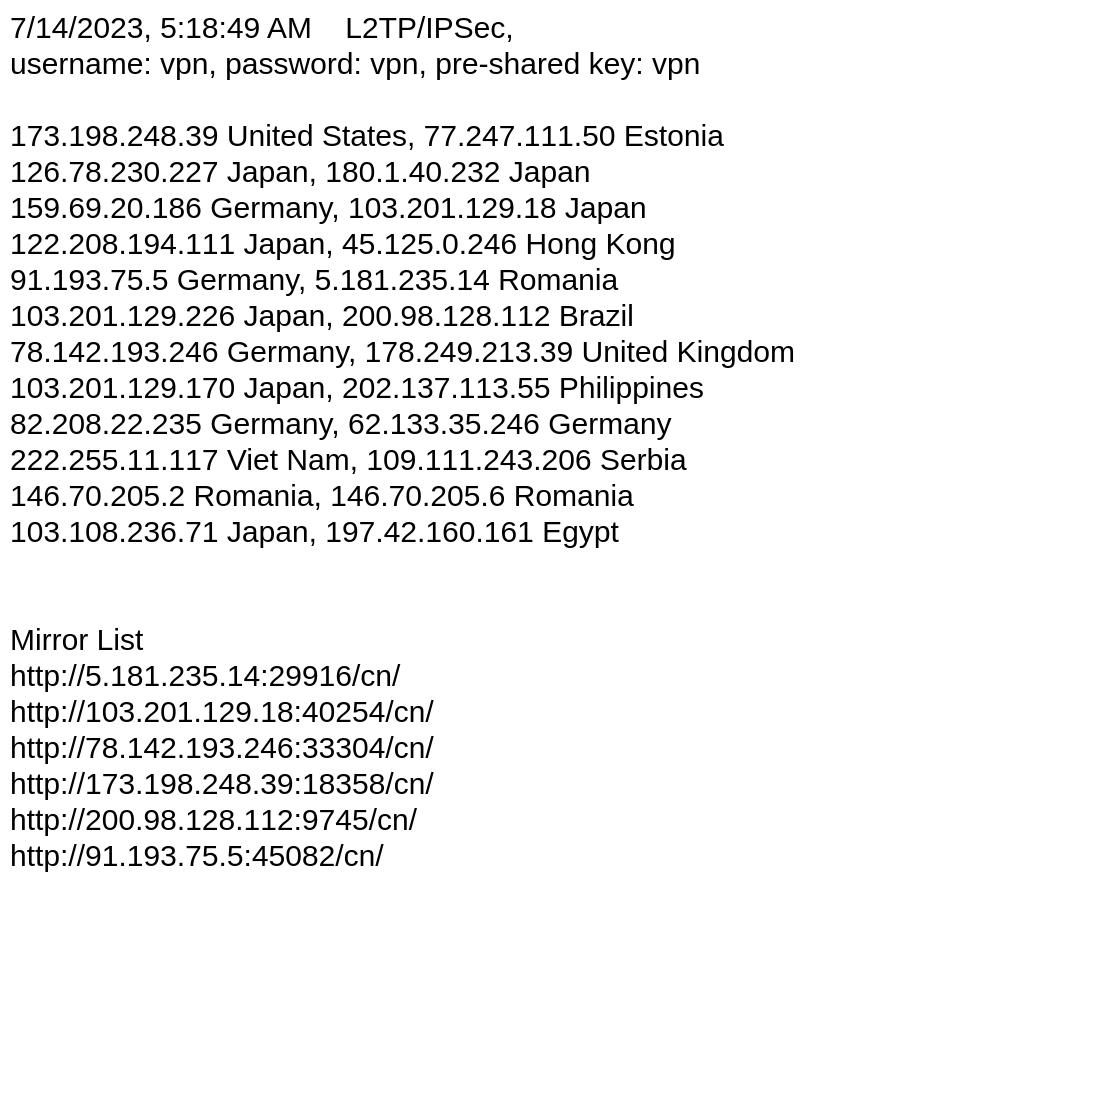 7/14/2023, 5:18:49 AM    L2TP/IPSec,
username: vpn, password: vpn, pre-shared key: vpn
173.198.248.39 United States, 77.247.111.50 Estonia
126.78.230.227 Japan, 180.1.40.232 Japan
159.69.20.186 Germany, 103.201.129.18 Japan
122.208.194.111 Japan, 45.125.0.246 Hong Kong
91.193.75.5 Germany, 5.181.235.14 Romania
103.201.129.226 Japan, 200.98.128.112 Brazil
78.142.193.246 Germany, 178.249.213.39 United Kingdom
103.201.129.170 Japan, 202.137.113.55 Philippines
82.208.22.235 Germany, 62.133.35.246 Germany
222.255.11.117 Viet Nam, 109.111.243.206 Serbia
146.70.205.2 Romania, 146.70.205.6 Romania
103.108.236.71 Japan, 197.42.160.161 Egypt
Mirror List
http://5.181.235.14:29916/cn/
http://103.201.129.18:40254/cn/
http://78.142.193.246:33304/cn/
http://173.198.248.39:18358/cn/
http://200.98.128.112:9745/cn/
http://91.193.75.5:45082/cn/